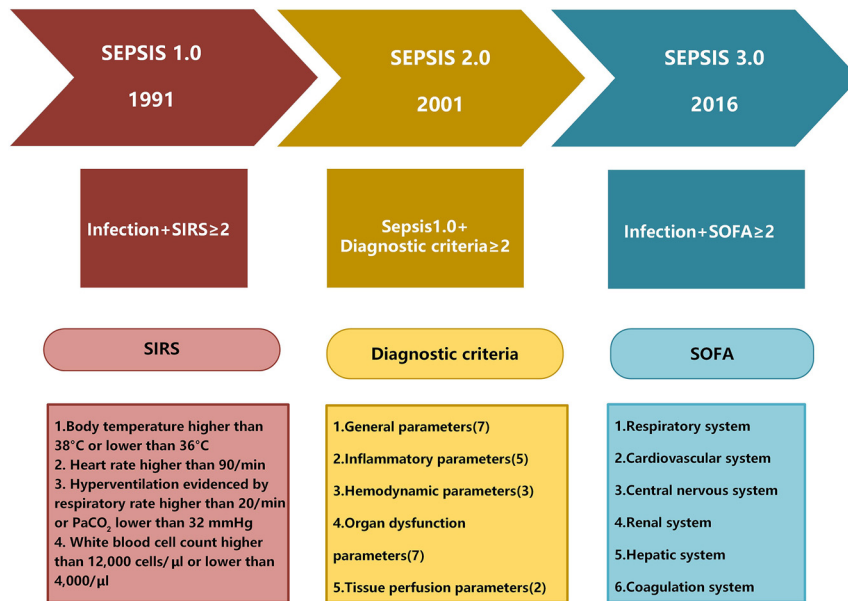 SEPSIS 1.0
1991
SEPSIS 2.0
2001
SEPSIS 3.0
2016
Infection+SIRS≥2
Sepsis1.0+
Diagnostic criteria≥2
Infection+SOFA≥2
SIRS
Diagnostic criteria
SOFA
1.Body temperature higher than
38°C or lower than 36°C
2. Heart rate higher than 90/min
3. Hyperventilation evidenced by
respiratory rate higher than 20/min
or PaCO₂ lower than 32 mmHg
4. White blood cell count higher
than 12,000 cells/ μl or lower than
4,000/μl
1.General parameters(7)
2.Inflammatory parameters(5)
3.Hemodynamic parameters(3)
4.Organ dysfunction
parameters(7)
5.Tissue perfusion parameters(2)
1.Respiratory system
2.Cardiovascular system
3.Central nervous system
4.Renal system
5.Hepatic system
6.Coagulation system